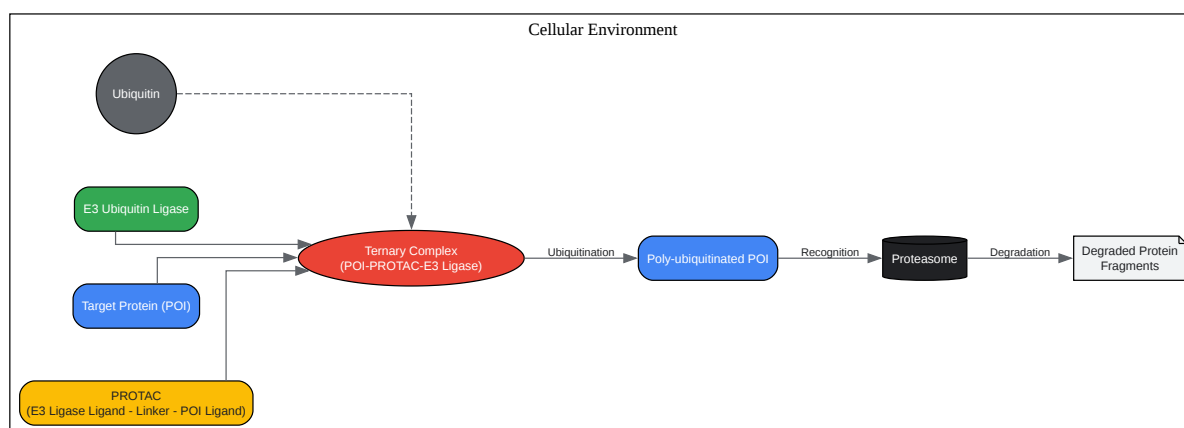 Cellular Environment
Ubiquitin
E3 Ubiquitin Ligase
Target Protein (POI)
PROTAC
(E3 Ligase Ligand - Linker - POI Ligand)
Ternary Complex
(POI-PROTAC-E3 Ligase)
Ubiquitination
Poly-ubiquitinated POI
Recognition
Proteasome
Degradation
Degraded Protein
Fragments